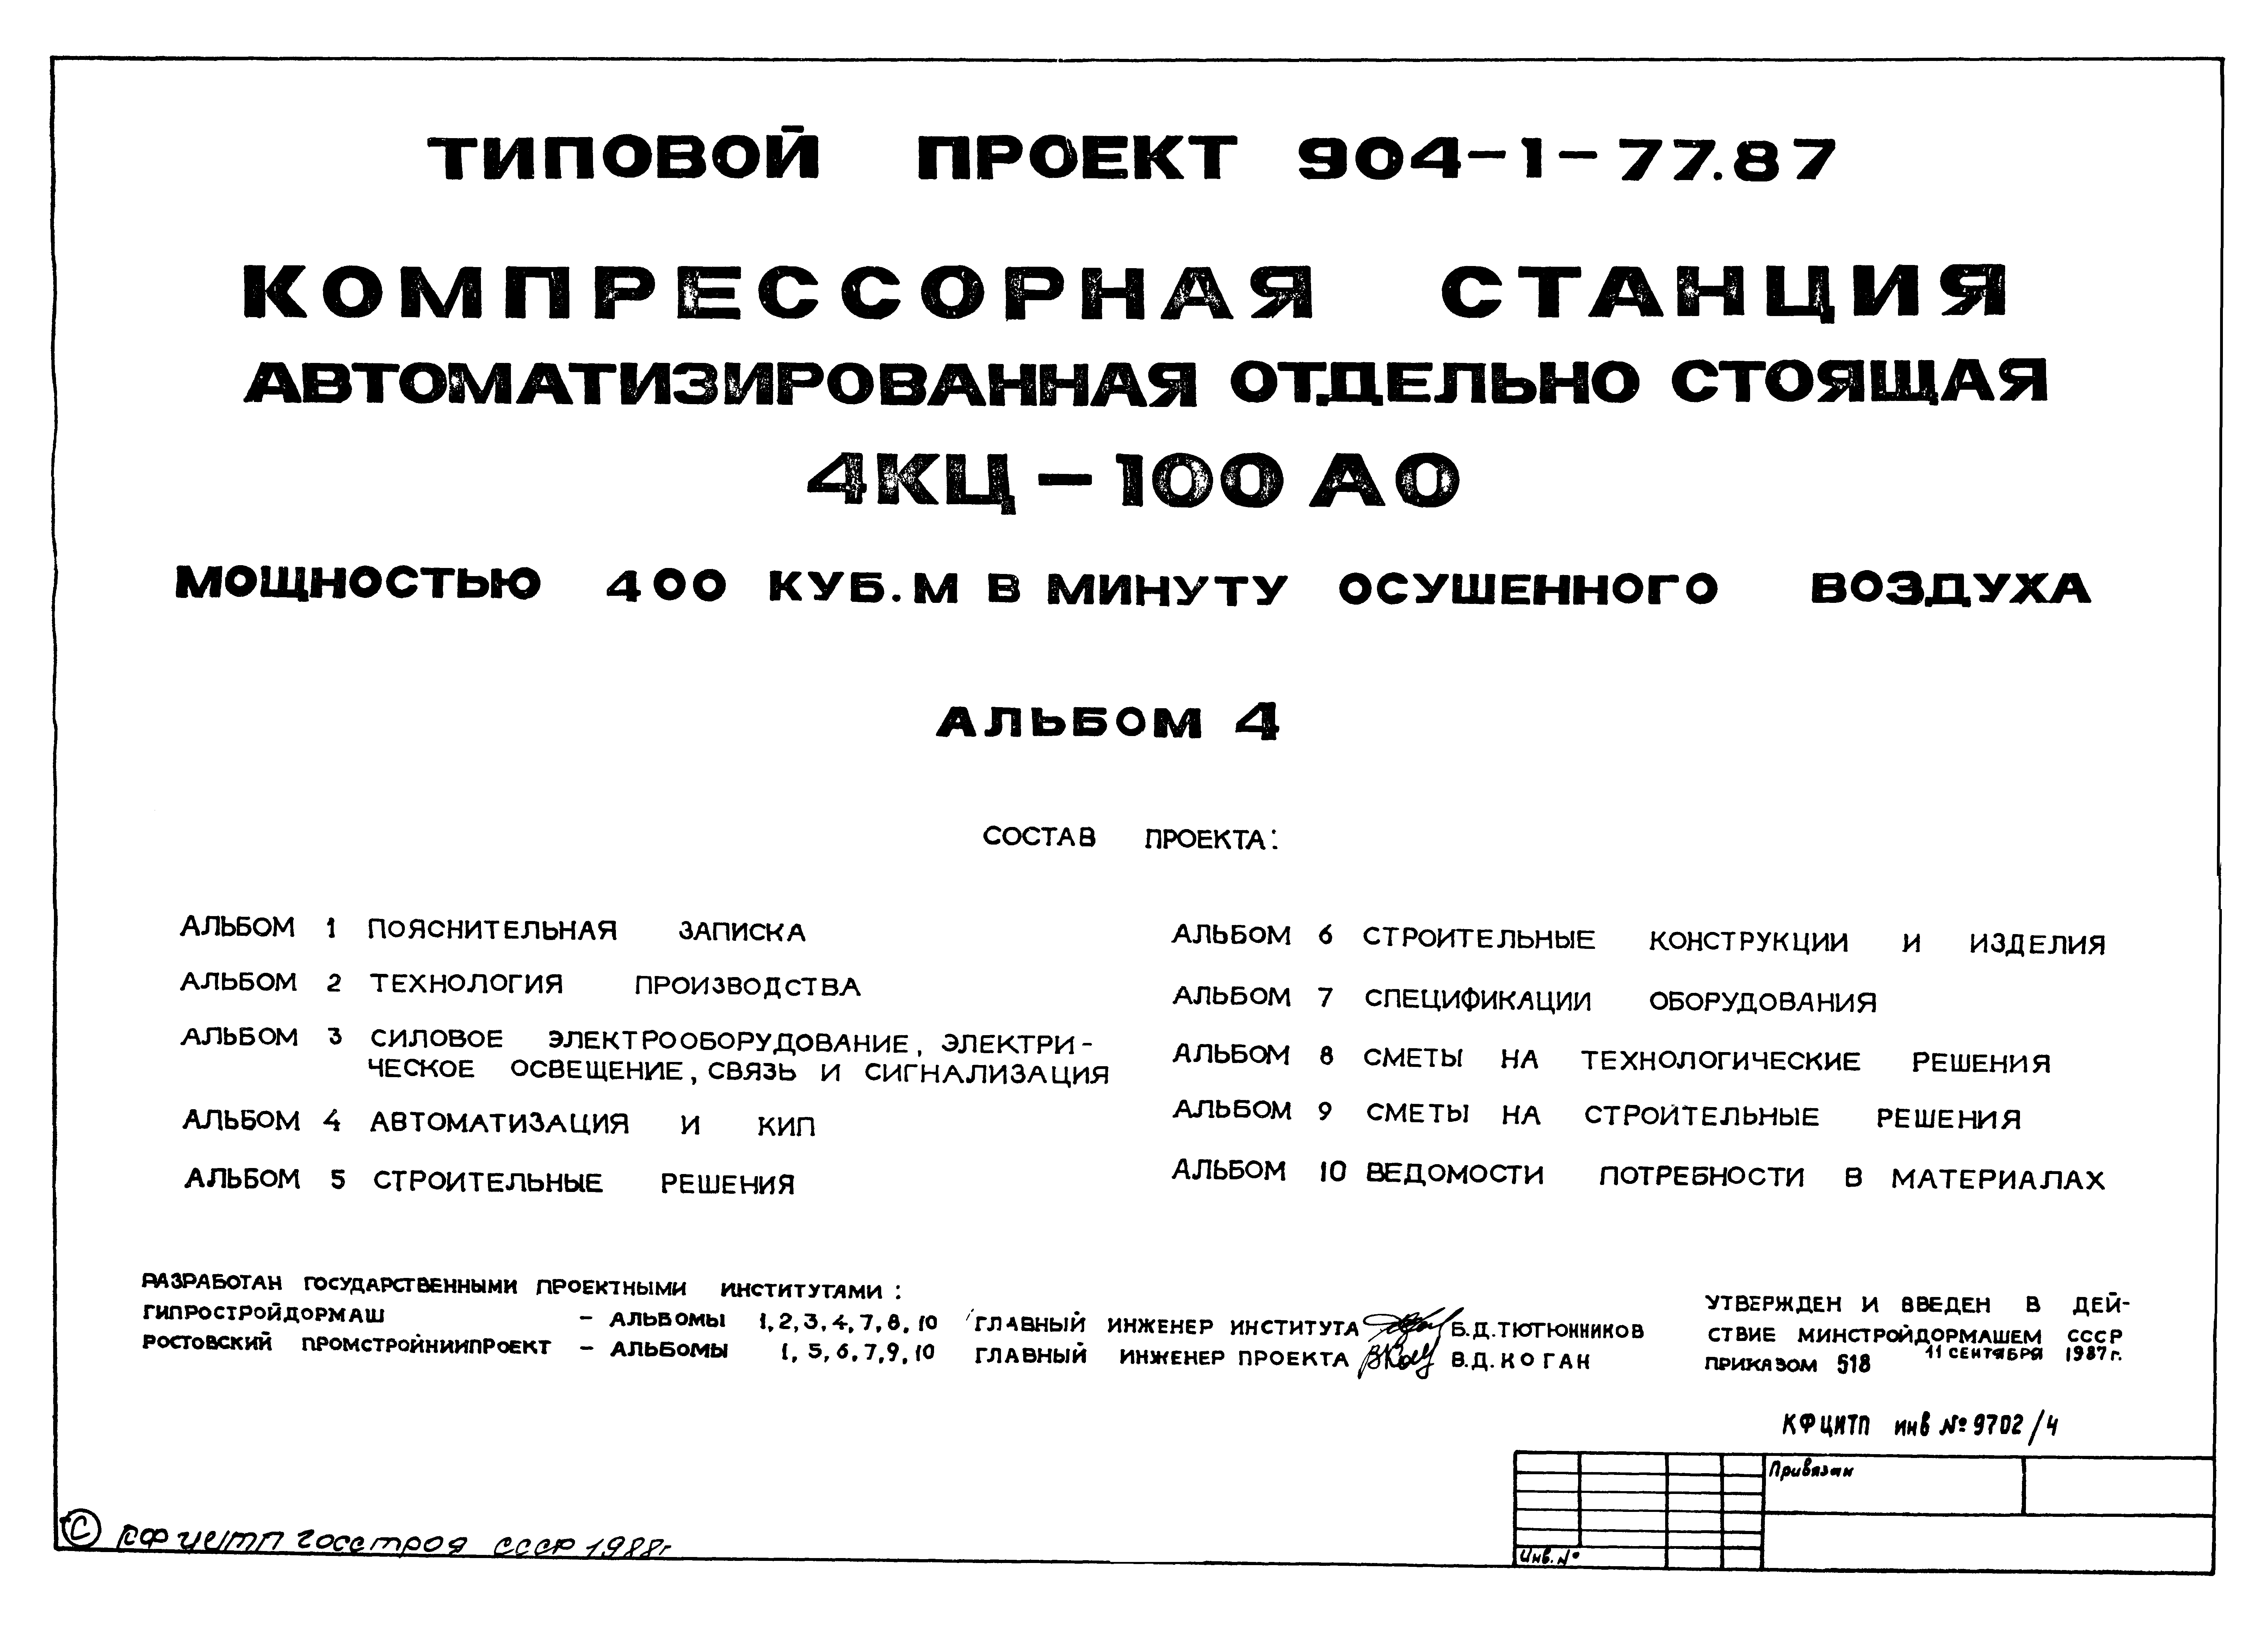 ТИПОВОЙ ПРОЕКТ 904-1-77.87
КОМПРЕССОРНАЯ СТАНЦИЯ
АВТОМАТИЗИРОВАННАЯ ОТДЕЛЬНО СТОЯЩАЯ
4КЦ-100 АО
МОЩНОСТЬЮ 400 КУБ.М В МИНУТУ ОСУШЕННОГО ВОЗДУХА
АЛЬБОМ 4
СОСТАВ ПРОЕКТА:
АЛЬБОМ 1 ПОЯСНИТЕЛЬНАЯ ЗАПИСКА
АЛЬБОМ 2 ТЕХНОЛОГИЯ ПРОИЗВОДСТВА
АЛЬБОМ 3 СИЛОВОЕ ЭЛЕКТРООБОРУДОВАНИЕ, ЭЛЕКТРИ-
ЧЕСКОЕ ОСВЕЩЕНИЕ, СВЯЗЬ И СИГНАЛИЗАЦИЯ
АЛЬБОМ 4 АВТОМАТИЗАЦИЯ И КИП
АЛЬБОМ 5 СТРОИТЕЛЬНЫЕ РЕШЕНИЯ
АЛЬБОМ 6 СТРОИТЕЛЬНЫЕ КОНСТРУКЦИИ И ИЗДЕЛИЯ
АЛЬБОМ 7 СПЕЦИФИКАЦИИ ОБОРУДОВАНИЯ
АЛЬБОМ 8 СМЕТЫ НА ТЕХНОЛОГИЧЕСКИЕ РЕШЕНИЯ
АЛЬБОМ 9 СМЕТЫ НА СТРОИТЕЛЬНЫЕ РЕШЕНИЯ
АЛЬБОМ 10 ВЕДОМОСТИ ПОТРЕБНОСТИ В МАТЕРИАЛАХ
РАЗРАБОТАН ГОСУДАРСТВЕННЫМИ ПРОЕКТНЫМИ ИНСТИТУТАМИ:
ГИПРОСТРОЙДОРМАШ – АЛЬБОМЫ 1, 2, 3, 4, 7, 8, 10
РОСТОВСКИЙ ПРОМСТРОЙНИИПРОЕКТ – АЛЬБОМЫ 1, 5, 6, 7, 9, 10
ГЛАВНЫЙ ИНЖЕНЕР ИНСТИТУТА Б.Д.ТЮТЮННИКОВ
ГЛАВНЫЙ ИНЖЕНЕР ПРОЕКТА В.Д.КОГАН
УТВЕРЖДЕН И ВВЕДЕН В ДЕЙ-
СТВИЕ МИНСТРОЙДОРМАШЕМ СССР
ПРИКАЗОМ 518 11 СЕНТЯБРЯ 1987г.
КФ ЦИТП инв № 9702/4
Привязан
Инв. №
© КФ ЦИТП Госстроя СССР 1988г